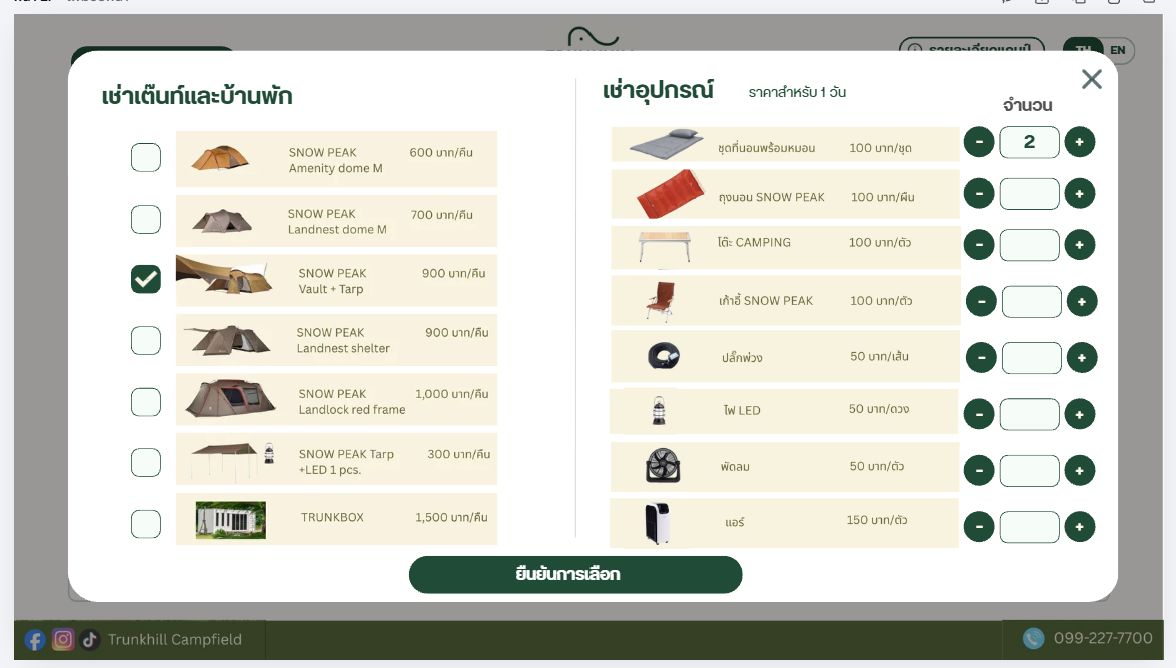 TH EN
เช่าเต็นท์และบ้านพัก
SNOW PEAK
Amenity dome M
600 บาท/คืน
SNOW PEAK
Landnest dome M
700 บาท/คืน
SNOW PEAK
Vault + Tarp
900 บาท/คืน
SNOW PEAK
Landnest shelter
900 บาท/คืน
SNOW PEAK
Landlock red frame
1,000 บาท/คืน
SNOW PEAK Tarp
+LED 1 pcs.
300 บาท/คืน
TRUNKBOX 1,500 บาท/คืน
เช่าอุปกรณ์ ราคาสำหรับ 1 วัน
จำนวน
ชุดที่นอนพร้อมหมอน 100 บาท/ชุด - 2 +
ถุงนอน SNOW PEAK 100 บาท/ผืน - +
โต๊ะ CAMPING 100 บาท/ตัว - +
เก้าอี้ SNOW PEAK 100 บาท/ตัว - +
ปลั๊กพ่วง 50 บาท/เส้น - +
ไฟ LED 50 บาท/ดวง - +
พัดลม 50 บาท/ตัว - +
แอร์ 150 บาท/ตัว - +
ยืนยันการเลือก
Trunkhill Campfield 099-227-7700